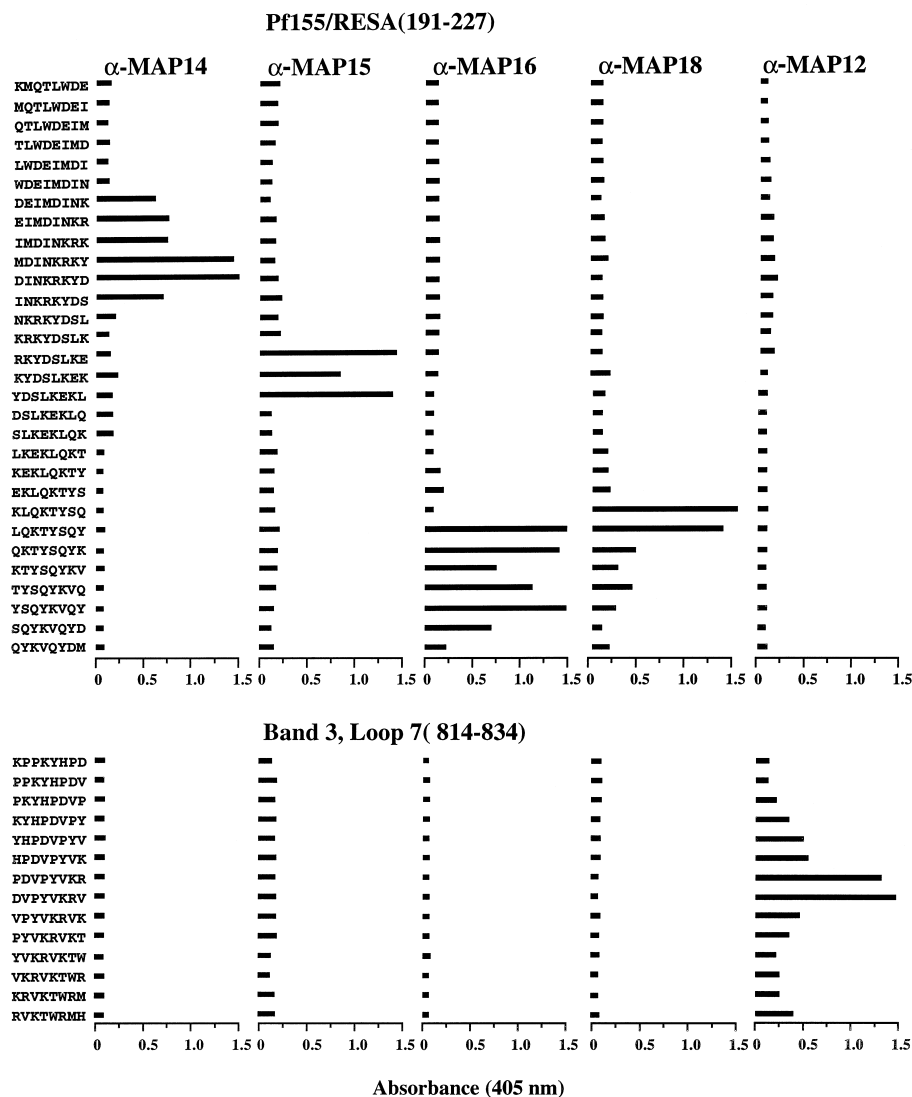 Pf155/RESA(191-227)
α-MAP14 α-MAP15 α-MAP16 α-MAP18 α-MAP12
KMQTLWDE
MQTLWDEI
QTLWDEIM
TLWDEIMD
LWDEIMDI
WDEIMDIN
DEIMDINK
EIMDINKR
IMDINKRK
MDINKRKY
DINKRKYD
INKRKYDS
NKRKYDSL
KRKYDSLK
RKYDSLKE
KYDSLKEK
YDSLKEKL
DSLKEKLQ
SLKEKLQK
LKEKLQKT
KEKLQKTY
EKLQKTYS
KLQKTYSQ
LQKTYSQY
QKTYSQYK
KTYSQYKV
TYSQYKVQ
YSQYKVQY
SQYKVQYD
QYKVQYDM
0 0.5 1.0 1.5 0 0.5 1.0 1.5 0 0.5 1.0 1.5 0 0.5 1.0 1.5 0 0.5 1.0 1.5
Band 3, Loop 7( 814-834)
KPPKYHPD
PPKYHPDV
PKYHPDVP
KYHPDVPY
YHPDVPYV
HPDVPYVK
PDVPYVKR
DVPYVKRV
VPYVKRVK
PYVKRVKT
YVKRVKTW
VKRVKTWR
KRVKTWRM
RVKTWRMH
0 0.5 1.0 1.5 0 0.5 1.0 1.5 0 0.5 1.0 1.5 0 0.5 1.0 1.5 0 0.5 1.0 1.5
Absorbance (405 nm)